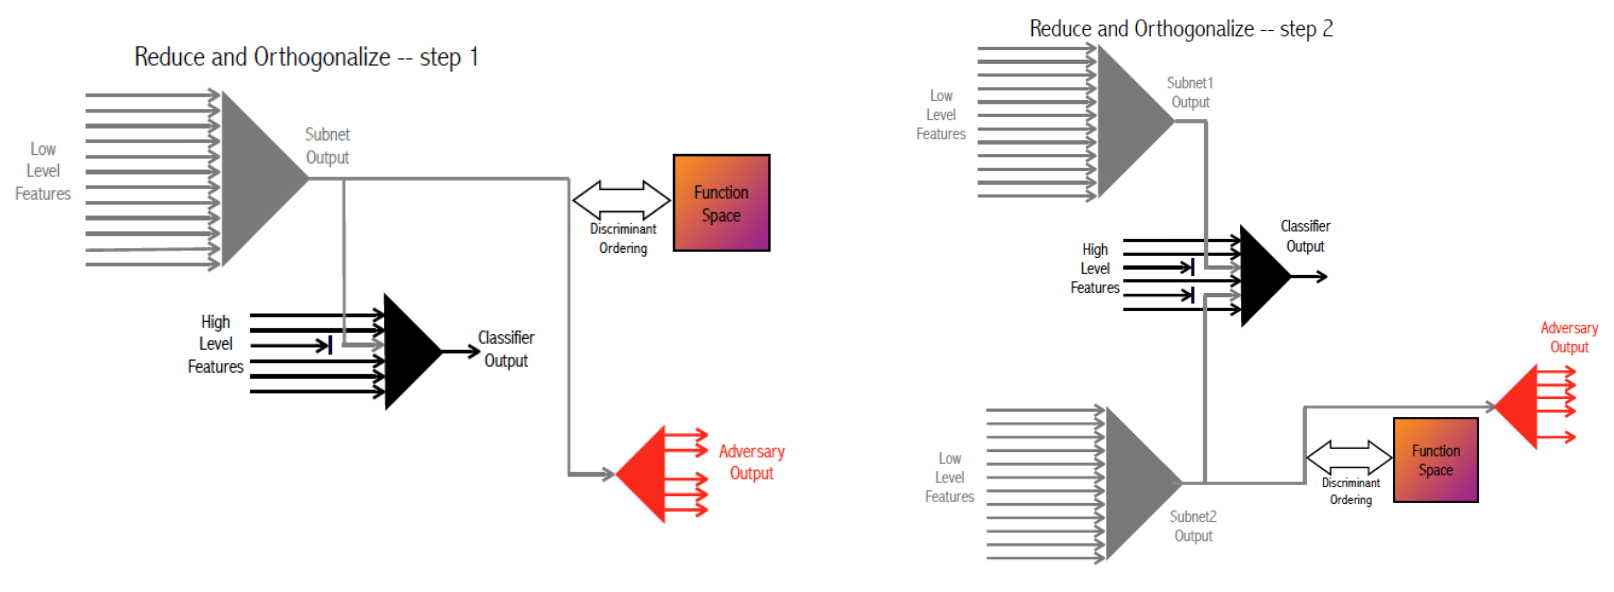 Reduce and Orthogonalize -- step 1
Low
Level
Features
Subnet
Output
Function
Space
Discriminant
Ordering
High
Level
Features
Classifier
Output
Adversary
Output
Reduce and Orthogonalize -- step 2
Low
Level
Features
Subnet1
Output
High
Level
Features
Classifier
Output
Adversary
Output
Low
Level
Features
Subnet2
Output
Function
Space
Discriminant
Ordering